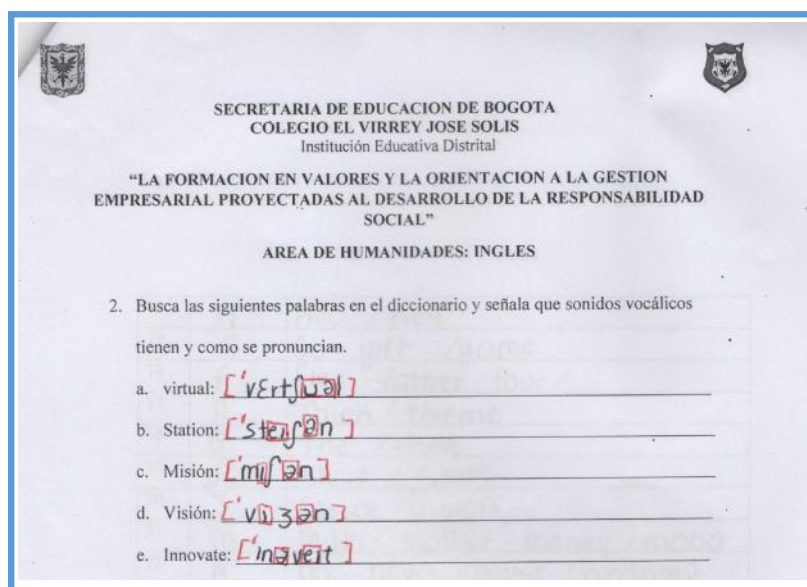 SECRETARIA DE EDUCACION DE BOGOTA
COLEGIO EL VIRREY JOSE SOLIS
Institución Educativa Distrital
“LA FORMACION EN VALORES Y LA ORIENTACION A LA GESTION
EMPRESARIAL PROYECTADAS AL DESARROLLO DE LA RESPONSABILIDAD
SOCIAL”
AREA DE HUMANIDADES: INGLES
2. Busca las siguientes palabras en el diccionario y señala que sonidos vocálicos
tienen y como se pronuncian.
a. virtual: [ˈvɛrtʃuəl]
b. Station: [ˈsteɪʃən]
c. Misión: [ˈmɪʃən]
d. Visión: [ˈvɪʒən]
e. Innovate: [ˈɪnəveɪt]